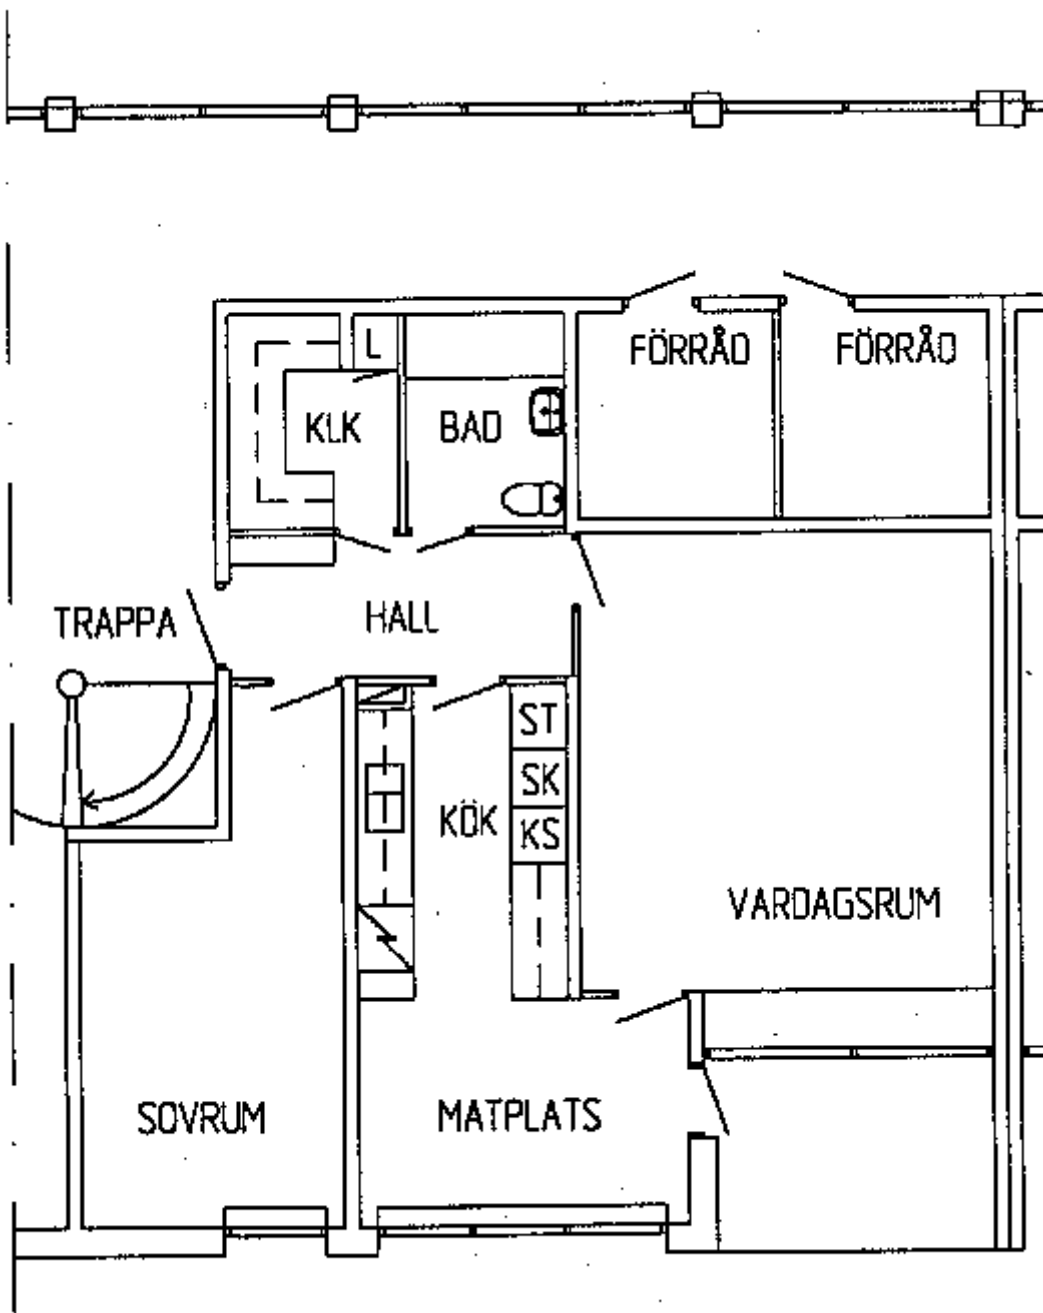 L
FÖRRÅD
FÖRRÅD
KLK
BAD
TRAPPA
HALL
ST
SK
KÖK
KS
VARDAGSRUM
SOVRUM
MATPLATS